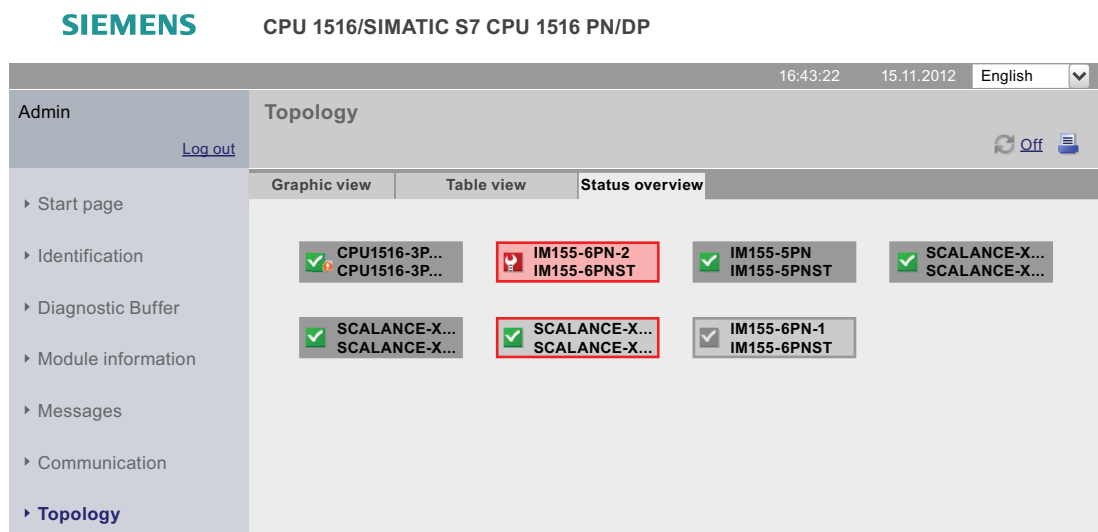 SIEMENS CPU 1516/SIMATIC S7 CPU 1516 PN/DP
16:43:22 15.11.2012 English
Admin
Topology
Log out
Off
Graphic view Table view Status overview
Start page
Identification
Diagnostic Buffer
Module information
Messages
Communication
Topology
CPU1516-3P...
CPU1516-3P...
IM155-6PN-2
IM155-6PNST
IM155-5PN
IM155-5PNST
SCALANCE-X...
SCALANCE-X...
SCALANCE-X...
SCALANCE-X...
SCALANCE-X...
SCALANCE-X...
IM155-6PN-1
IM155-6PNST